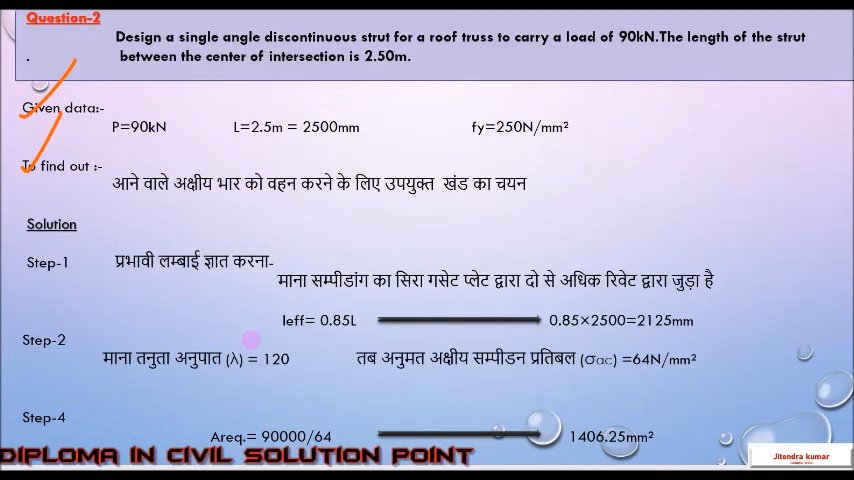 Question-2
Design a single angle discontinuous strut for a roof truss to carry a load of 90kN.The length of the strut
. between the center of intersection is 2.50m.
Given data:-
P=90kN L=2.5m = 2500mm fy=250N/mm²
To find out :-
आने वाले अक्षीय भार को वहन करने के लिए उपयुक्त खंड का चयन
Solution
Step-1 प्रभावी लम्बाई ज्ञात करना-
माना सम्पीडांग का सिरा गसेट प्लेट द्वारा दो से अधिक रिवेट द्वारा जुड़ा है
leff= 0.85L 0.85×2500=2125mm
Step-2
माना तनुता अनुपात (λ) = 120 तब अनुमत अक्षीय सम्पीडन प्रतिबल (σac) =64N/mm²
Step-4
Areq.= 90000/64 1406.25mm²
DIPLOMA IN CIVIL SOLUTION POINT
Jitendra kumar